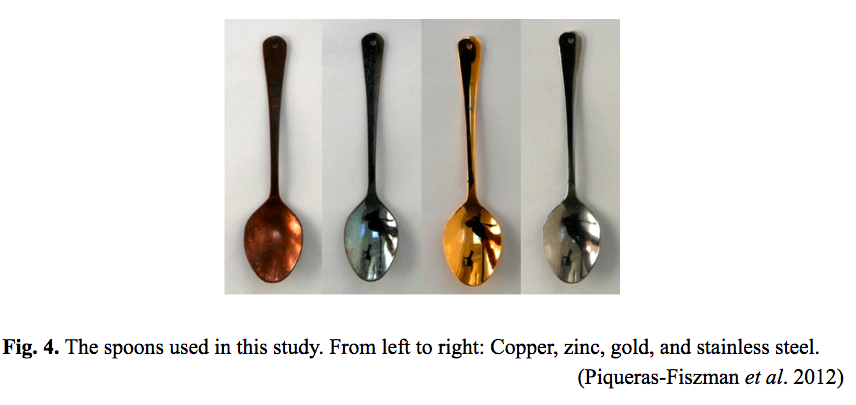 Fig. 4. The spoons used in this study. From left to right: Copper, zinc, gold, and stainless steel.
(Piqueras-Fiszman et al. 2012)